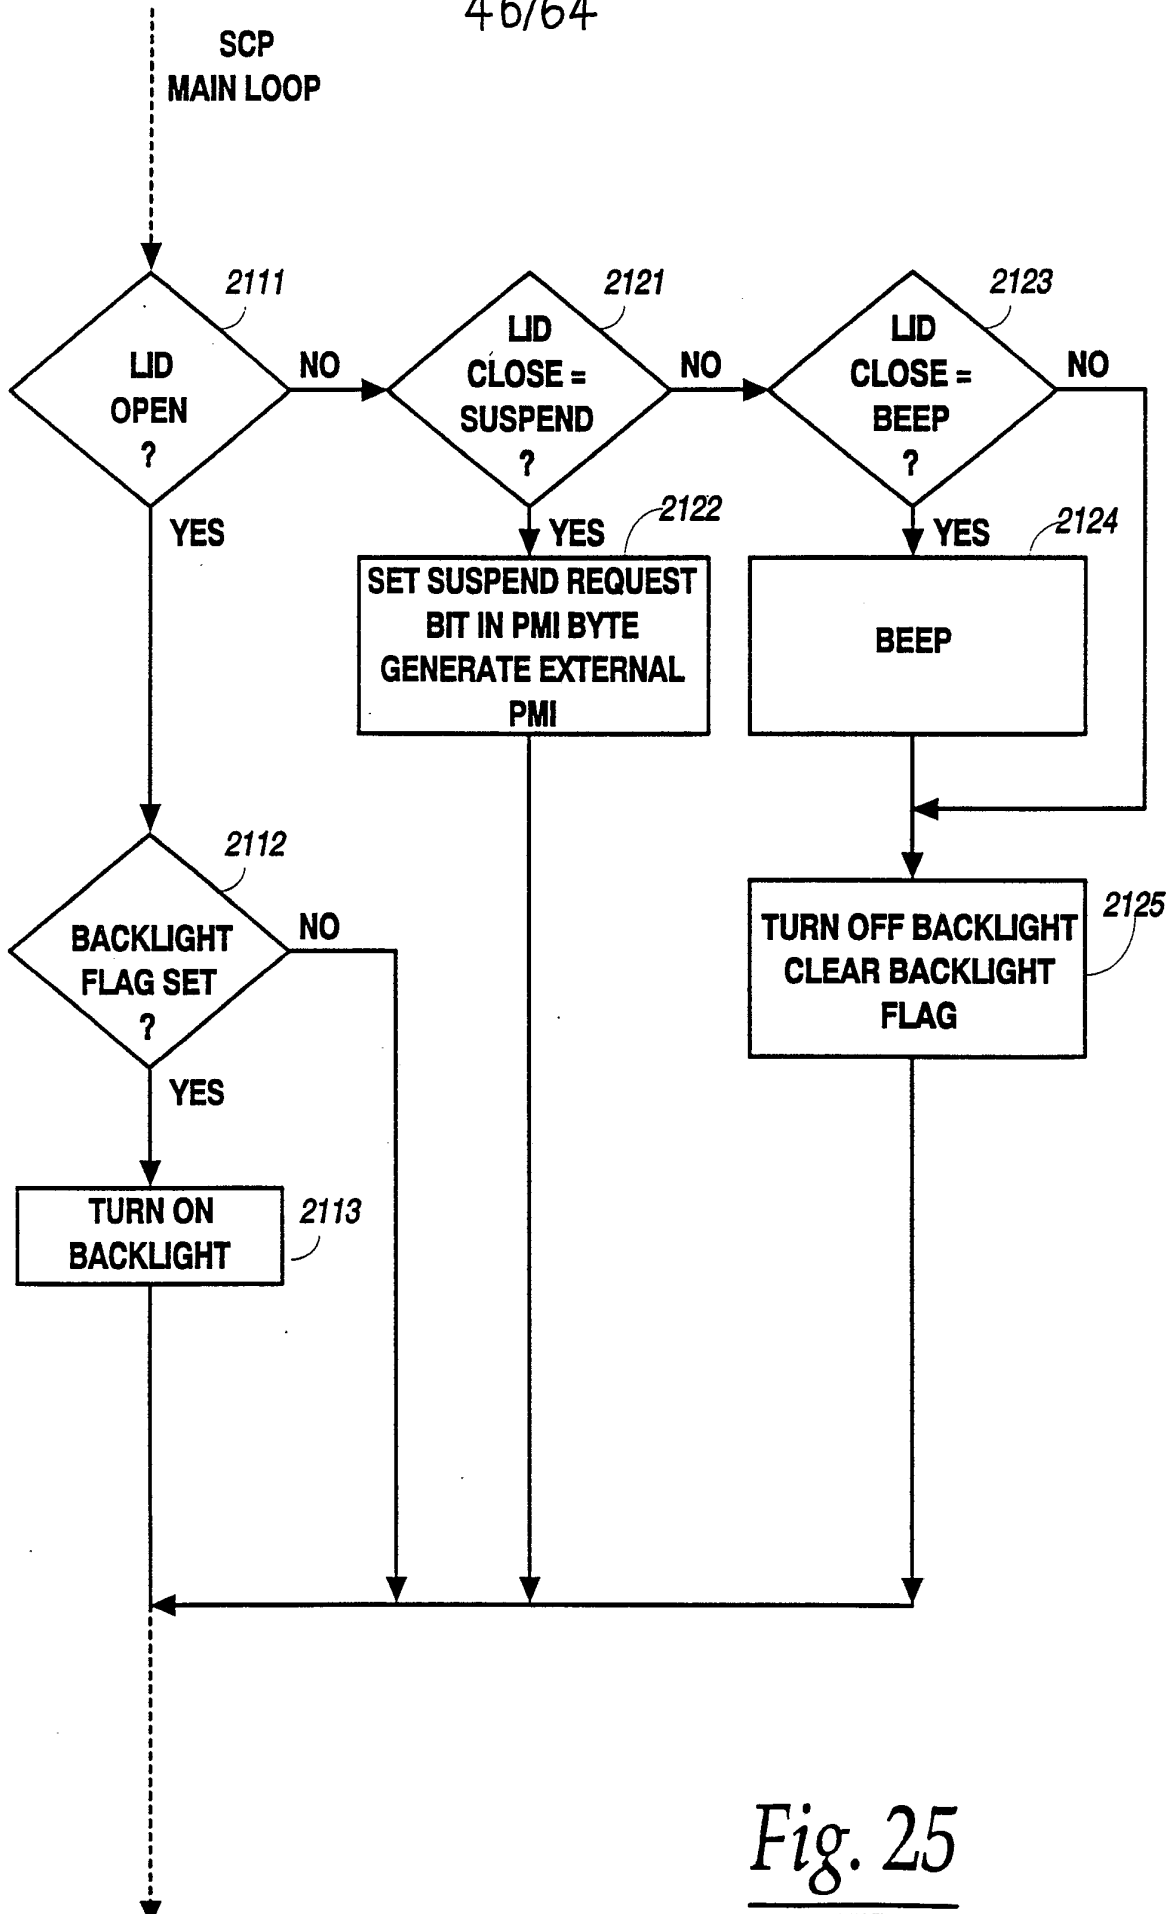 46/64
SCP
MAIN LOOP
2111
LID
OPEN
?
NO
YES
2121
LID
CLOSE =
SUSPEND
?
NO
YES
2123
LID
CLOSE =
BEEP
?
NO
YES
2122
SET SUSPEND REQUEST
BIT IN PMI BYTE
GENERATE EXTERNAL
PMI
2124
BEEP
2112
BACKLIGHT
FLAG SET
?
NO
YES
2125
TURN OFF BACKLIGHT
CLEAR BACKLIGHT
FLAG
2113
TURN ON
BACKLIGHT
Fig. 25